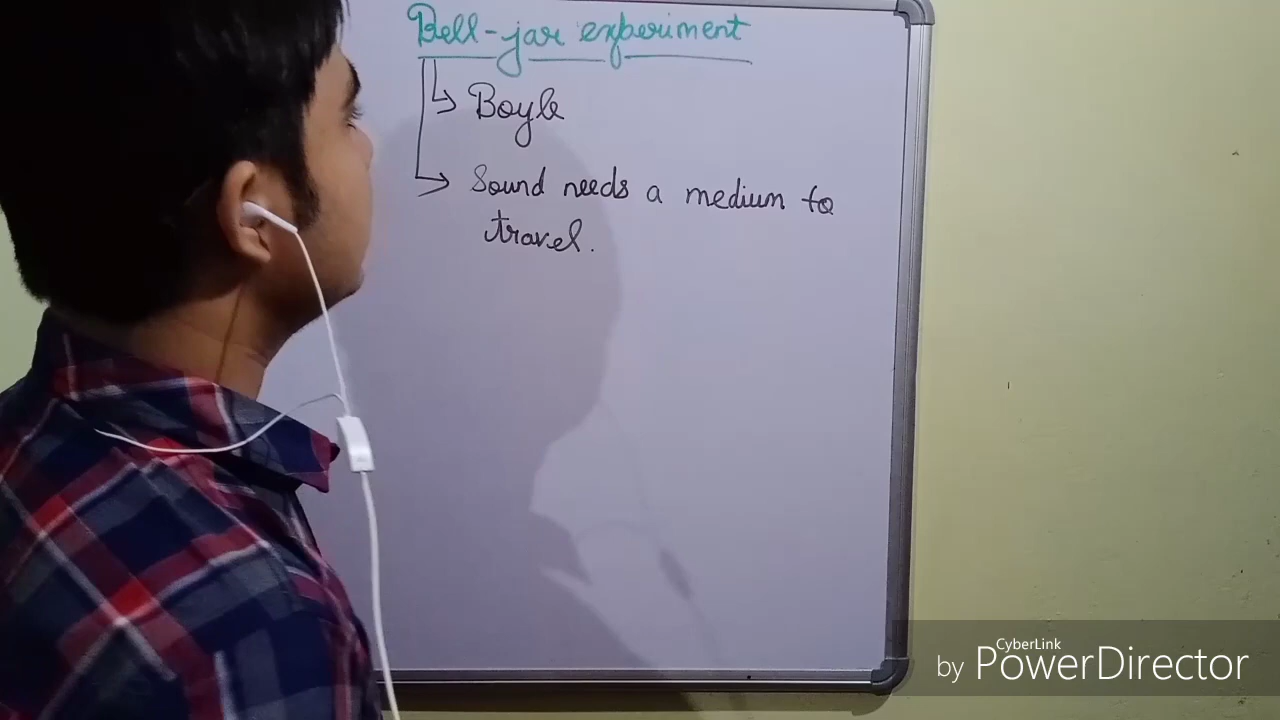 Bell-jar experiment
Boyle
Sound needs a medium to
travel.
CyberLink
by PowerDirector